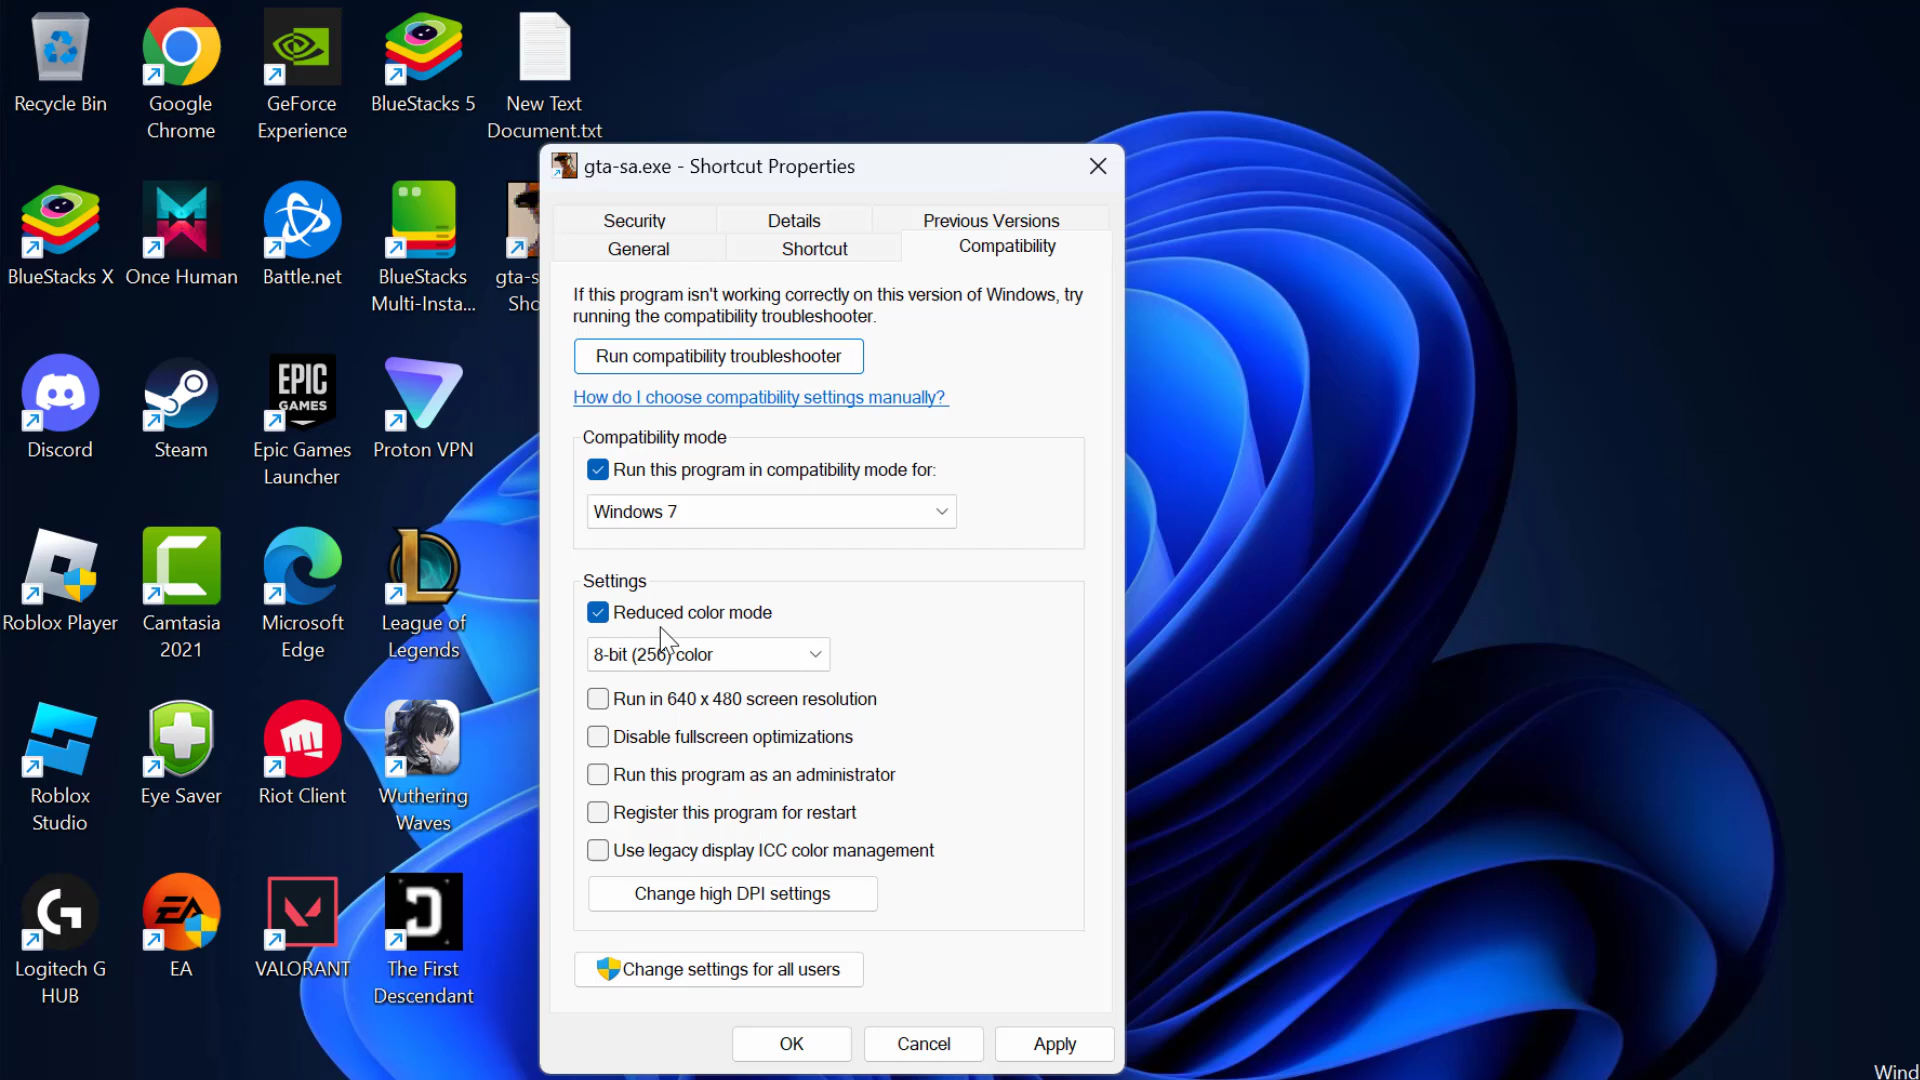 Recycle Bin
Google
Chrome
GeForce
Experience
BlueStacks 5
New Text
Document.txt
BlueStacks X
Once Human
Battle.net
BlueStacks
Multi-Insta...
gta-s
Sho
Discord
Steam
EPIC
GAMES
Epic Games
Launcher
Proton VPN
Roblox Player
Camtasia
2021
Microsoft
Edge
League of
Legends
Roblox
Studio
Eye Saver
Riot Client
Wuthering
Waves
Logitech G
HUB
EA
EA
VALORANT
The First
Descendant
gta-sa.exe - Shortcut Properties
Security
Details
Previous Versions
General
Shortcut
Compatibility
If this program isn't working correctly on this version of Windows, try
running the compatibility troubleshooter.
Run compatibility troubleshooter
How do I choose compatibility settings manually?
Compatibility mode
Run this program in compatibility mode for:
Windows 7
Settings
Reduced color mode
8-bit (256) color
Run in 640 x 480 screen resolution
Disable fullscreen optimizations
Run this program as an administrator
Register this program for restart
Use legacy display ICC color management
Change high DPI settings
Change settings for all users
OK
Cancel
Apply
Wind